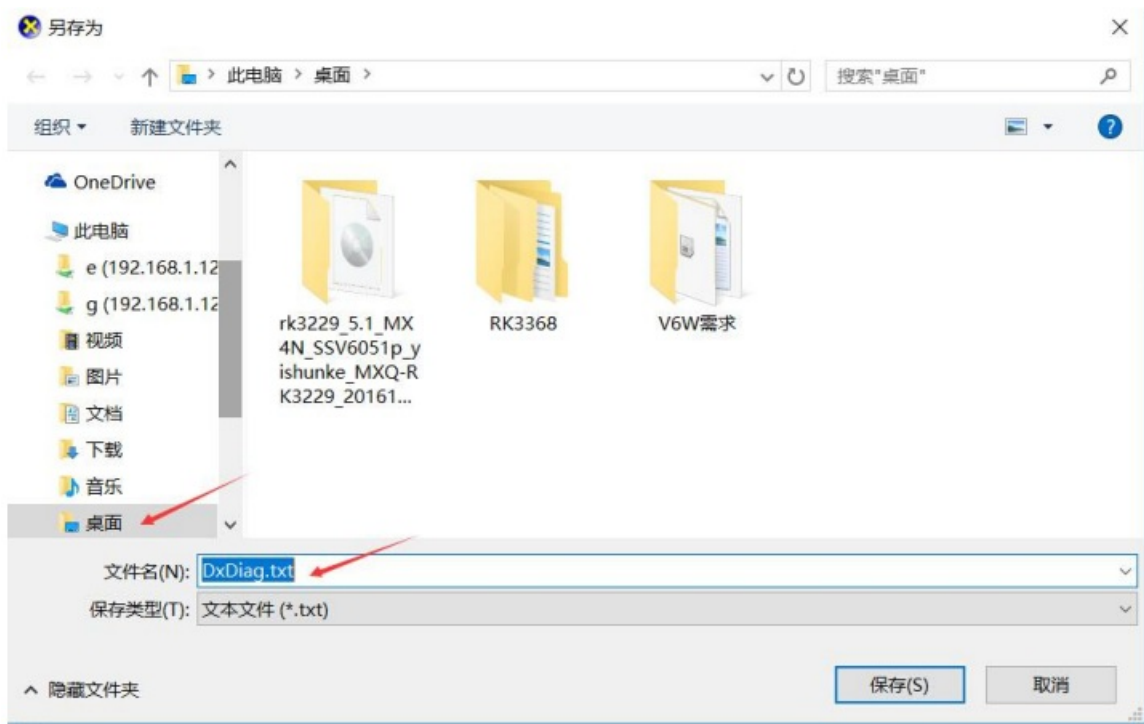 另存为
此电脑 > 桌面 >
搜索"桌面"
组织
新建文件夹
OneDrive
此电脑
e (192.168.1.12
g (192.168.1.12
视频
图片
文档
下载
音乐
桌面
rk3229_5.1_MX
4N_SSV6051p_y
ishunke_MXQ-R
K3229_20161...
RK3368
V6W需求
文件名(N): DxDiag.txt
保存类型(T): 文本文件 (*.txt)
隐藏文件夹
保存(S)
取消